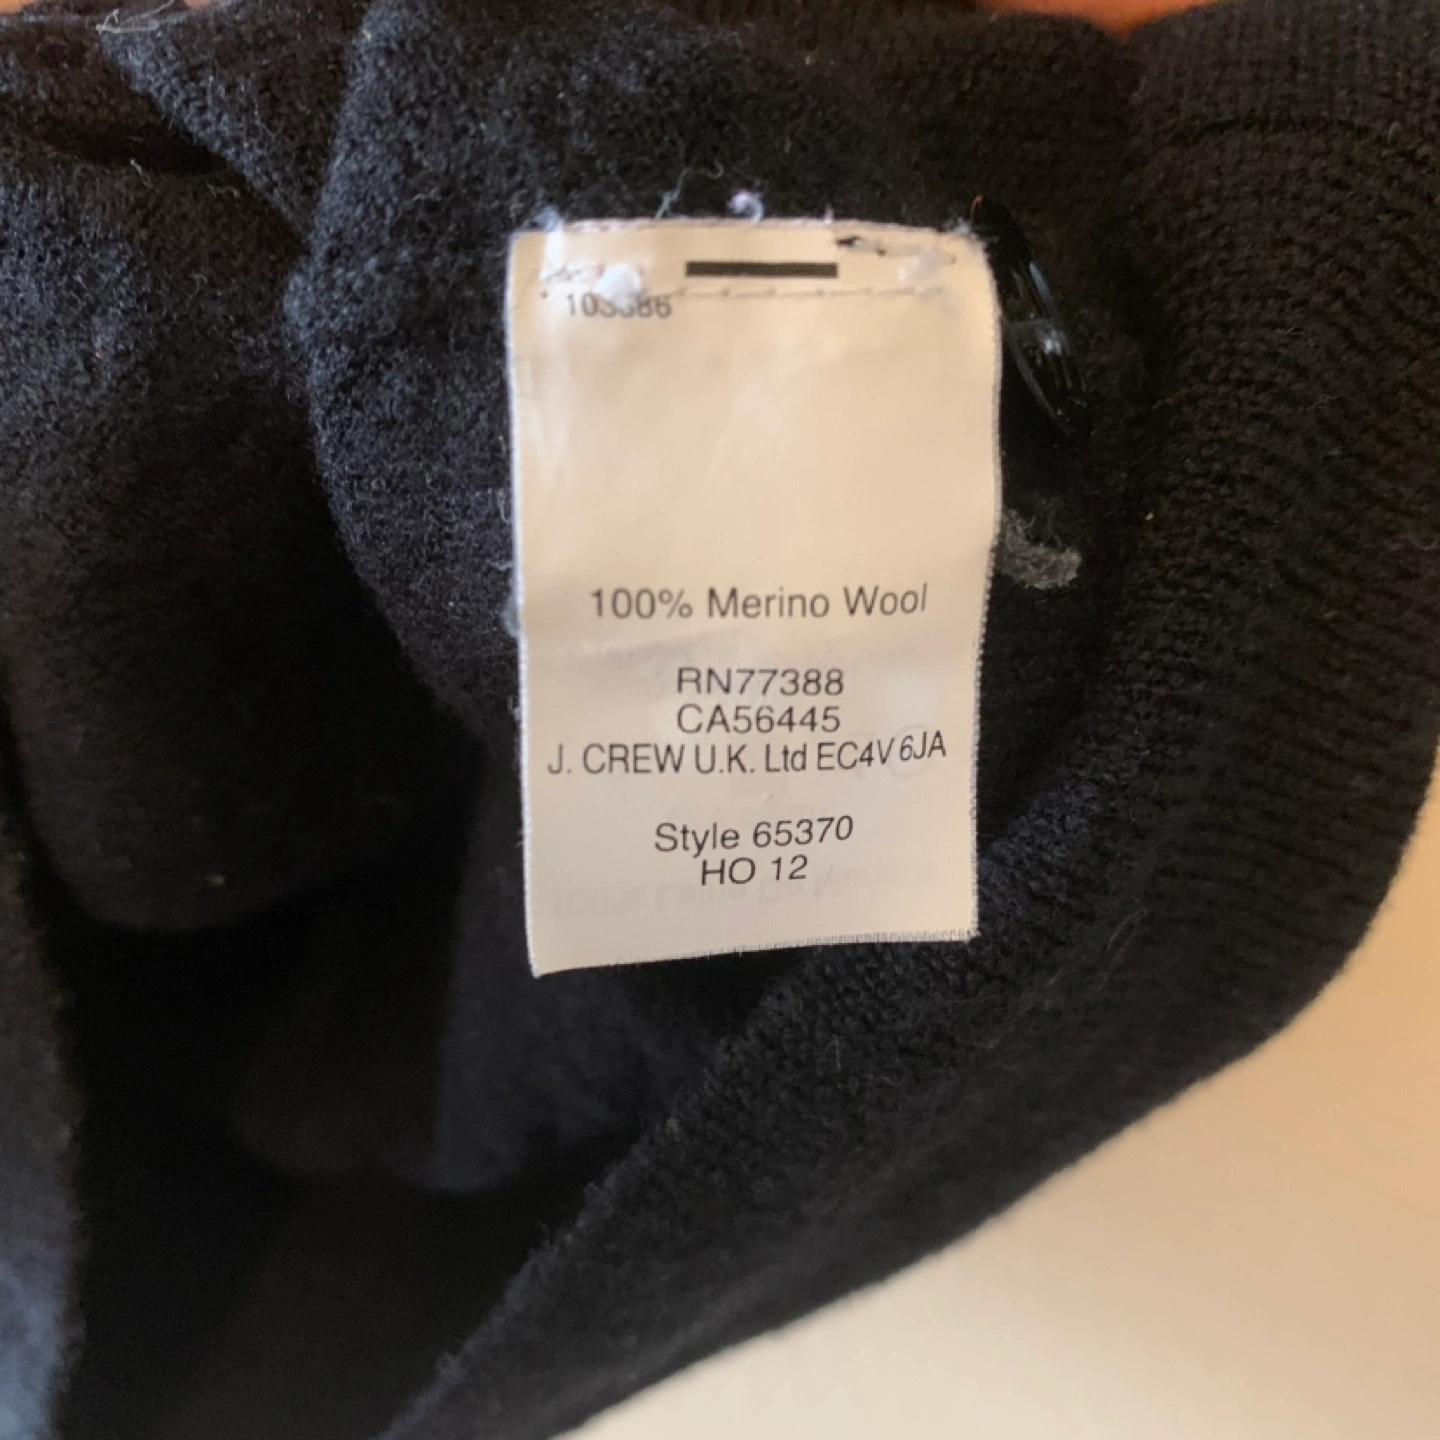 100% Merino Wool
RN77388
CA56445
J. CREW U.K. Ltd EC4V 6JA
Style 65370
HO 12